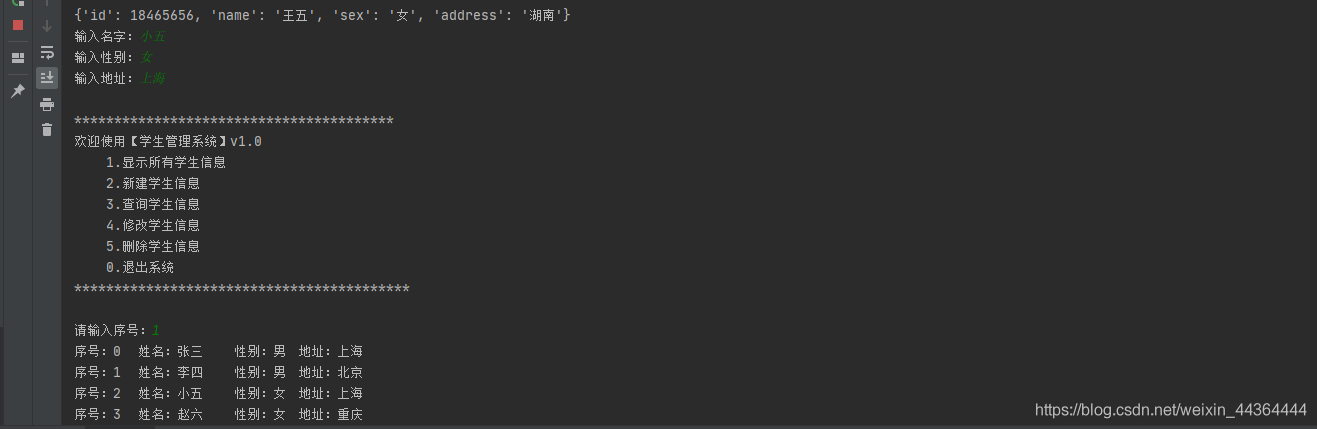 {'id': 18465656, 'name': '王五', 'sex': '女', 'address': '湖南'}
输入名字：小五
输入性别：女
输入地址：上海
****************************************
欢迎使用【学生管理系统】v1.0
1.显示所有学生信息
2.新建学生信息
3.查询学生信息
4.修改学生信息
5.删除学生信息
0.退出系统
******************************************
请输入序号：1
序号：0 姓名：张三 性别：男 地址：上海
序号：1 姓名：李四 性别：男 地址：北京
序号：2 姓名：小五 性别：女 地址：上海
序号：3 姓名：赵六 性别：女 地址：重庆
https://blog.csdn.net/weixin_44364444